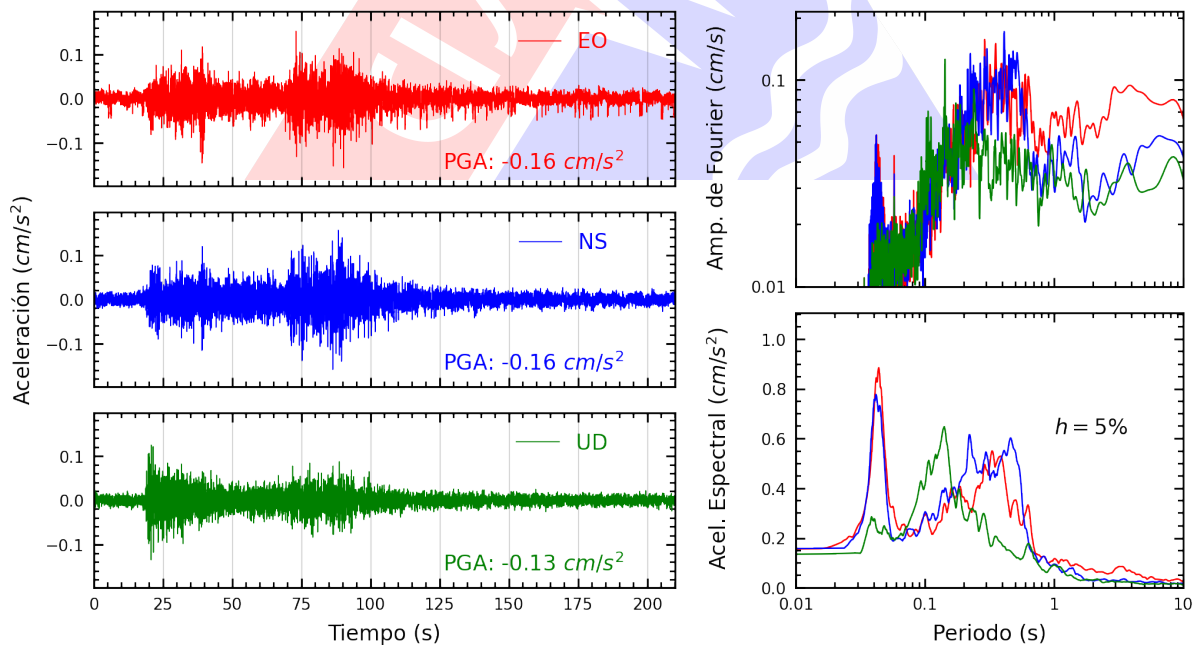 Aceleración (cm/s²)
0.1
0.0
−0.1
EO
PGA: -0.16 cm/s²
0.1
0.0
−0.1
NS
PGA: -0.16 cm/s²
0.1
0.0
−0.1
UD
PGA: -0.13 cm/s²
0 25 50 75 100 125 150 175 200
Tiempo (s)
Amp. de Fourier (cm/s)
0.1
0.01
Acel. Espectral (cm/s²)
1.0
0.8
0.6
0.4
0.2
0.0
h = 5%
0.01 0.1 1 10
Periodo (s)